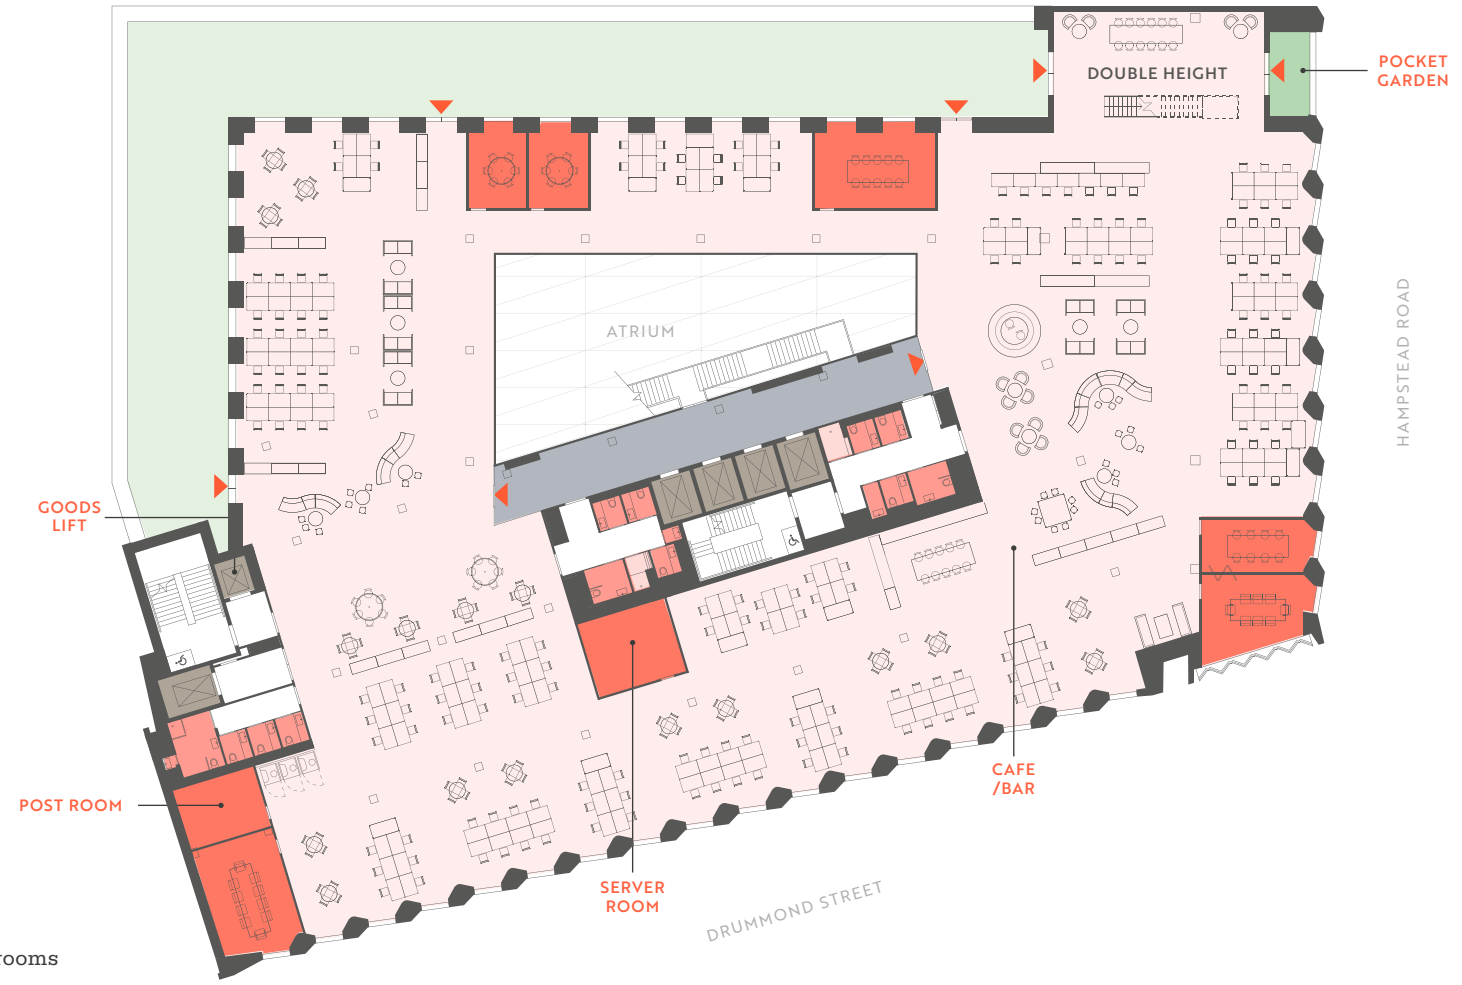 POCKET
GARDEN
DOUBLE HEIGHT
ATRIUM
HAMPSTEAD ROAD
GOODS
LIFT
CAFE
/BAR
POST ROOM
SERVER
ROOM
DRUMMOND STREET
rooms